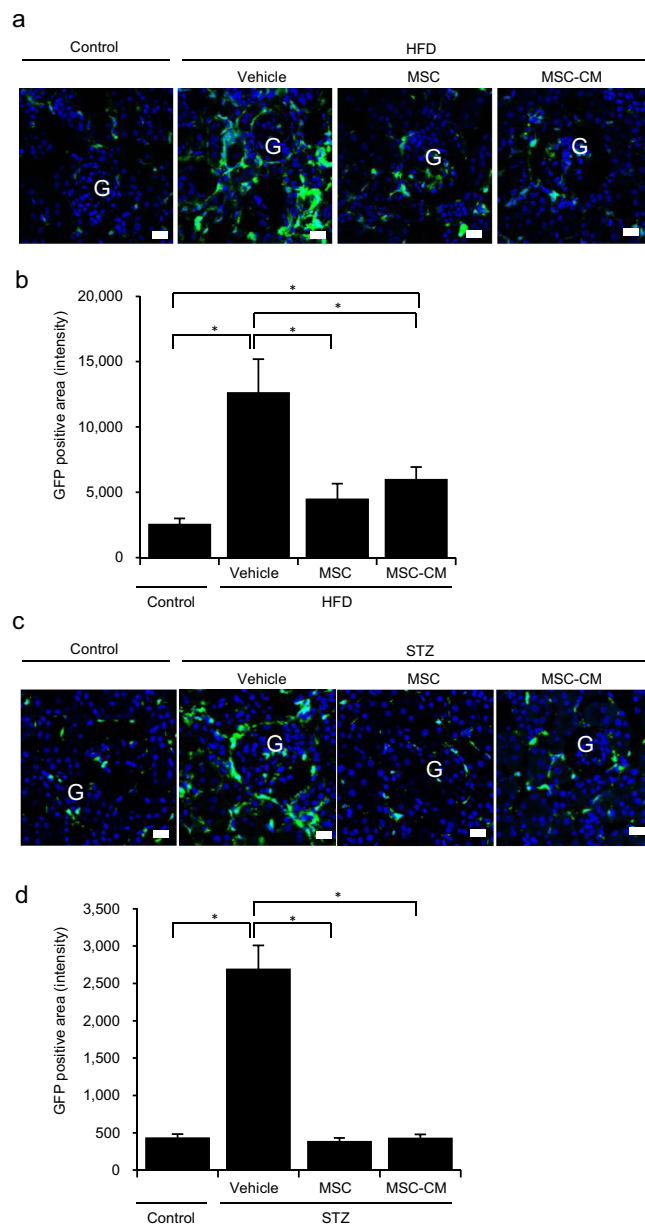 a
Control
HFD
Vehicle
MSC
MSC-CM
G
G
G
G
b
GFP positive area (intensity)
20,000
15,000
10,000
5,000
0
*
*
*
*
Vehicle
MSC
MSC-CM
Control
HFD
c
Control
STZ
Vehicle
MSC
MSC-CM
G
G
G
G
d
GFP positive area (intensity)
3,500
3,000
2,500
2,000
1,500
1,000
500
0
*
*
*
Vehicle
MSC
MSC-CM
Control
STZ